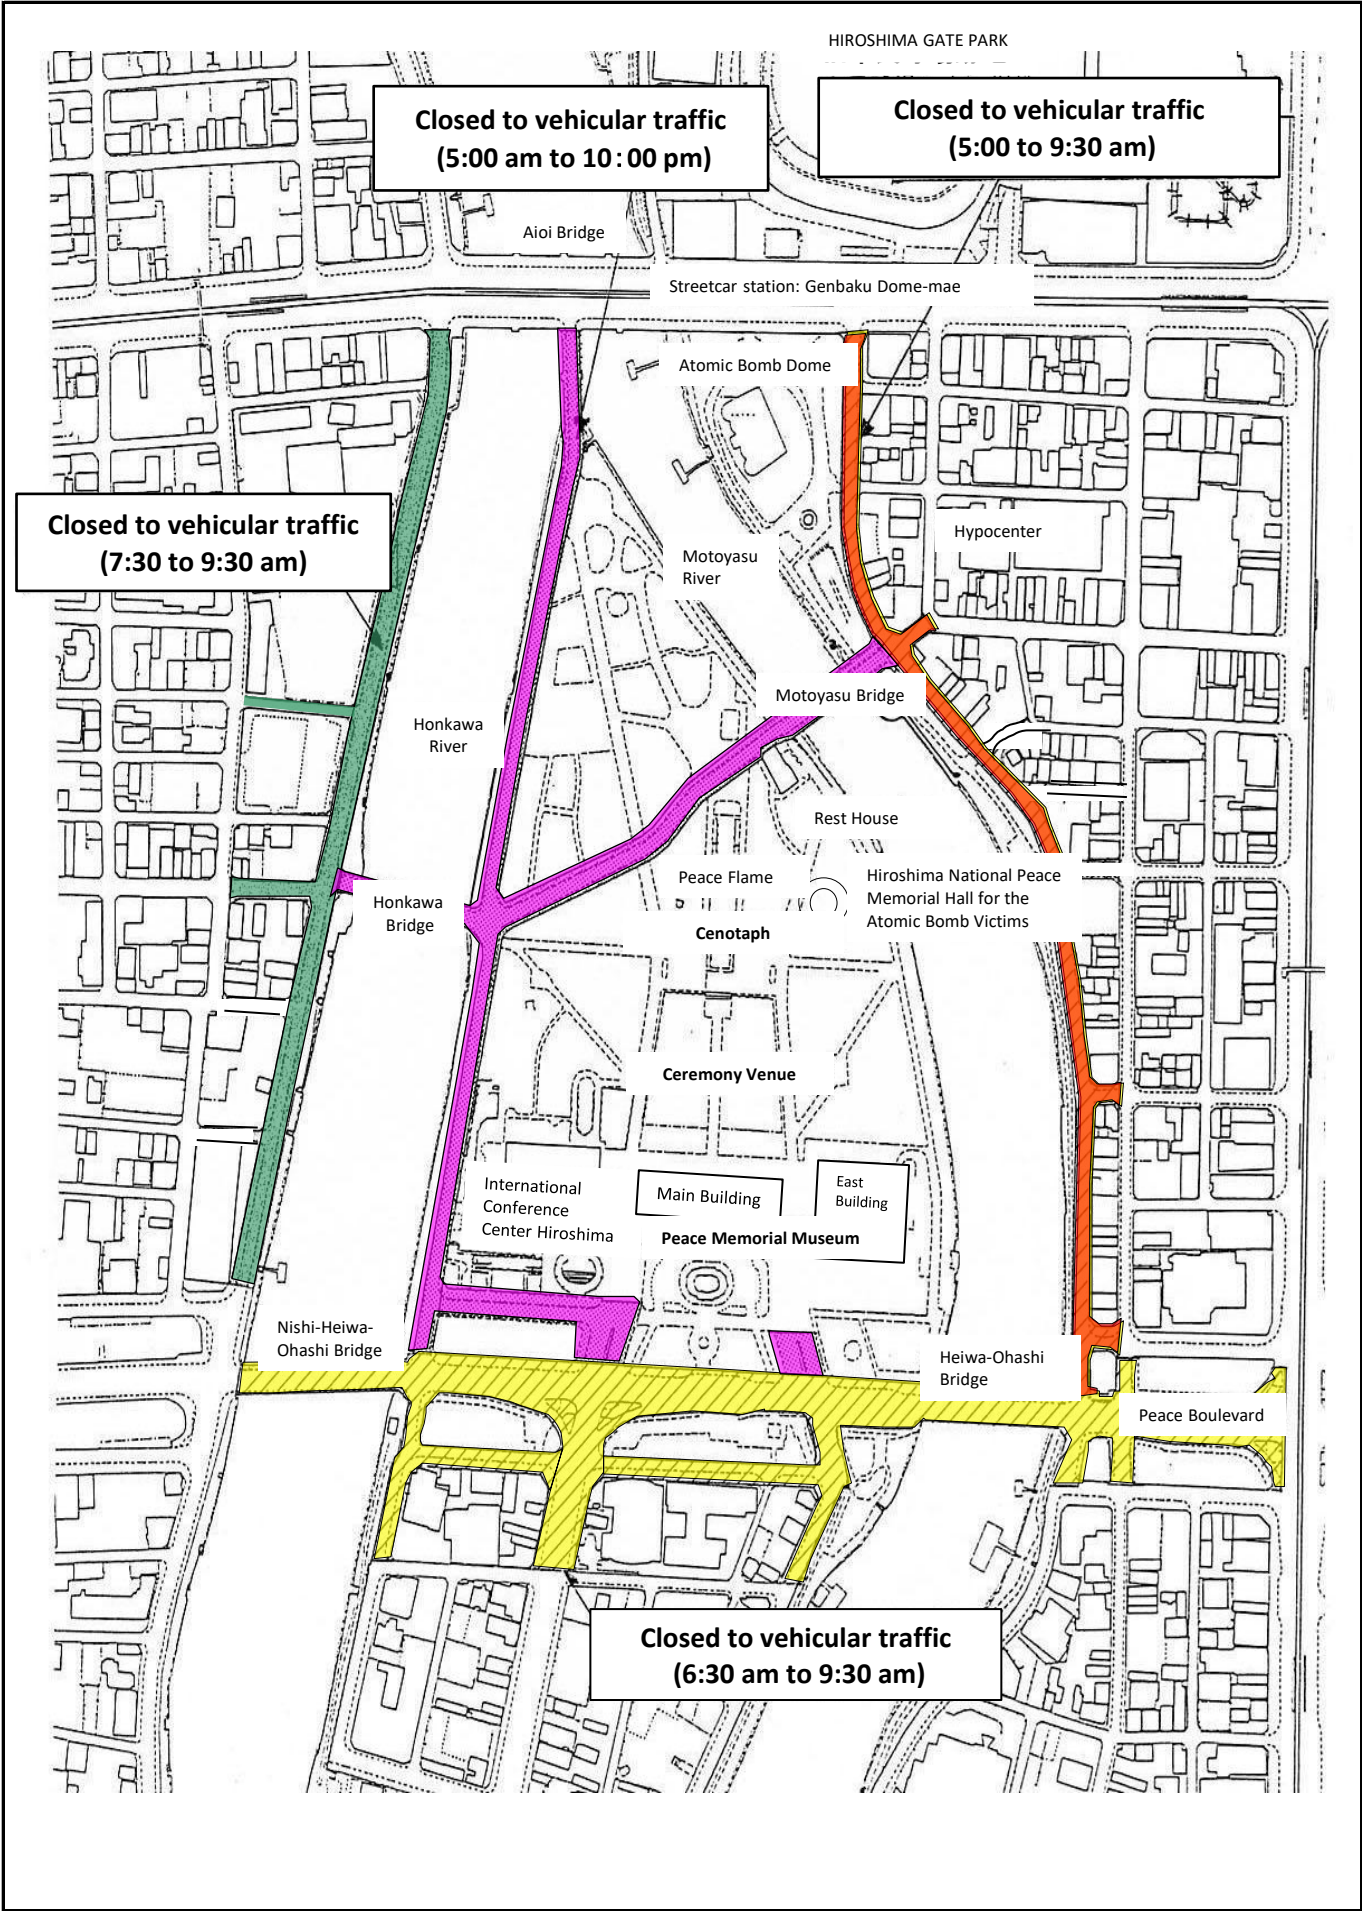 HIROSHIMA GATE PARK
Closed to vehicular traffic
(5:00 am to 10:00 pm)
Closed to vehicular traffic
(5:00 to 9:30 am)
Aioi Bridge
Streetcar station: Genbaku Dome-mae
Atomic Bomb Dome
Closed to vehicular traffic
(7:30 to 9:30 am)
Hypocenter
Motoyasu
River
Motoyasu Bridge
Honkawa
River
Rest House
Peace Flame
Hiroshima National Peace
Memorial Hall for the
Atomic Bomb Victims
Honkawa
Bridge
Cenotaph
Ceremony Venue
International
Conference
Center Hiroshima
Main Building
East
Building
Peace Memorial Museum
Nishi-Heiwa-
Ohashi Bridge
Heiwa-Ohashi
Bridge
Peace Boulevard
Closed to vehicular traffic
(6:30 am to 9:30 am)